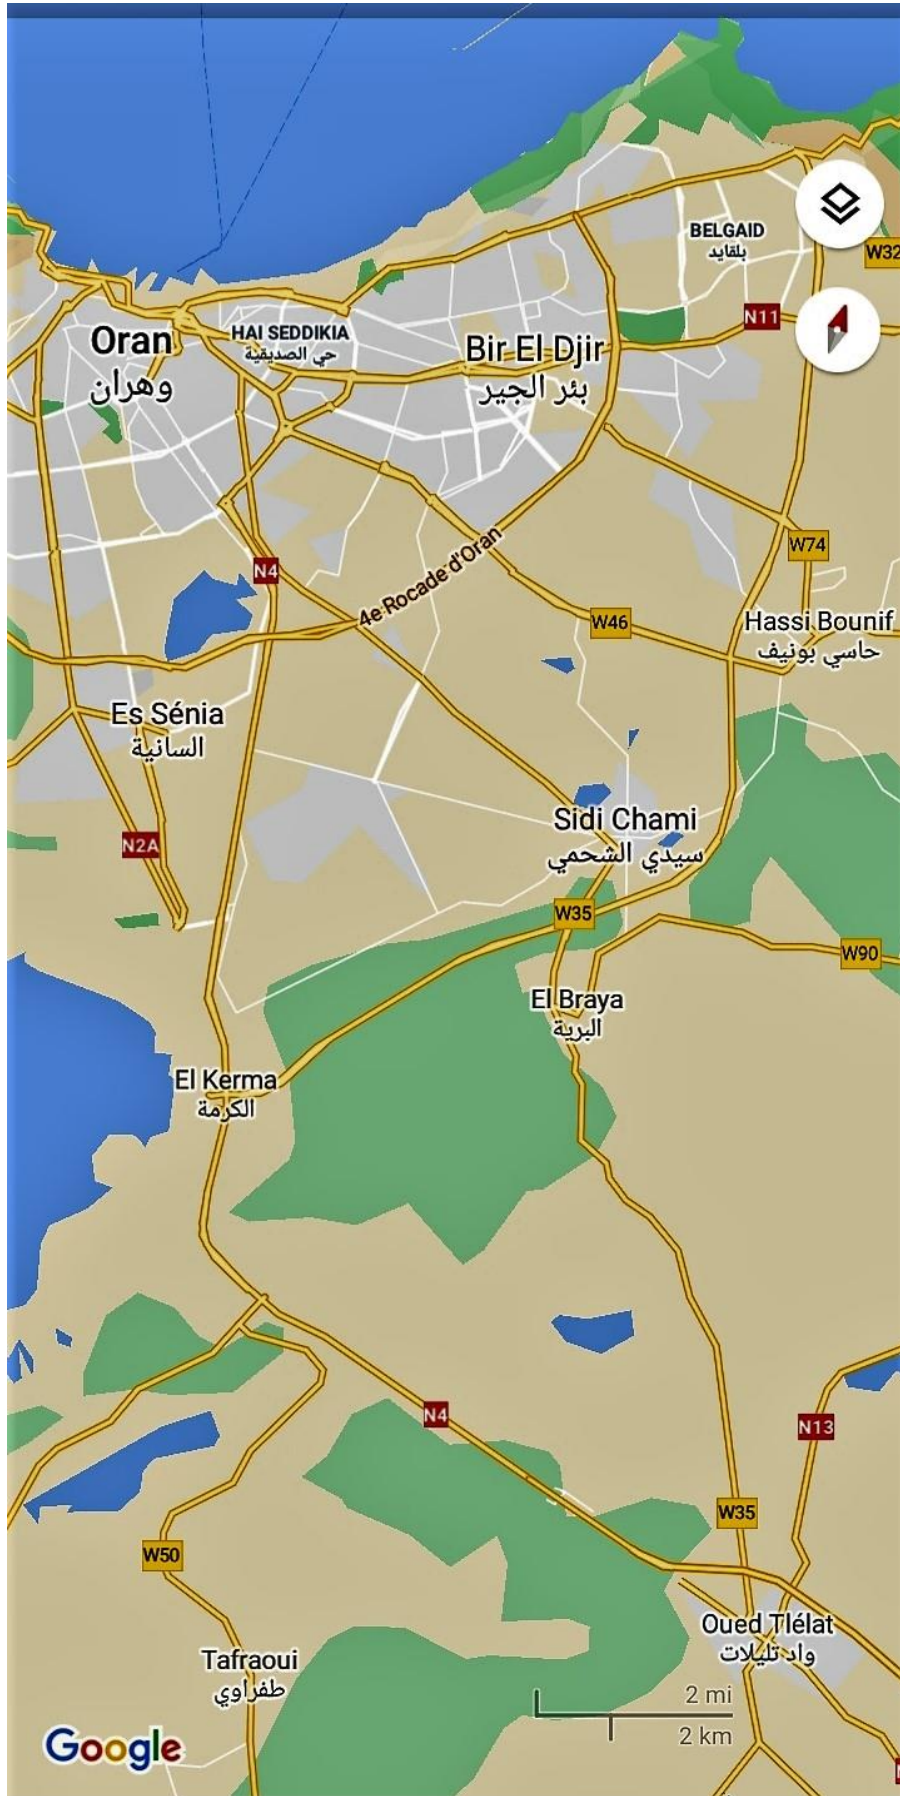 BELGAID
بلقايد
W32
N11
Oran
وهران
HAI SEDDIKIA
حي الصديقية
Bir El Djir
بئر الجير
N4
4e Rocade d'Oran
W74
W46
Hassi Bounif
حاسي بونيف
Es Sénia
السانية
N2A
Sidi Chami
سيدي الشحمي
W35
W90
El Braya
البرية
El Kerma
الكرمة
N4
N13
W35
W50
Oued Tlélat
واد تليلات
Tafraoui
طفراوي
2 mi
2 km
Google